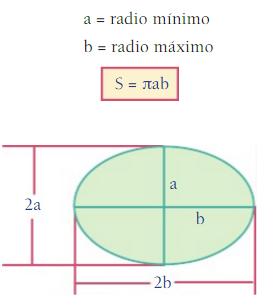 a = radio mínimo
b = radio máximo
S = πab
a
2a
b
2b